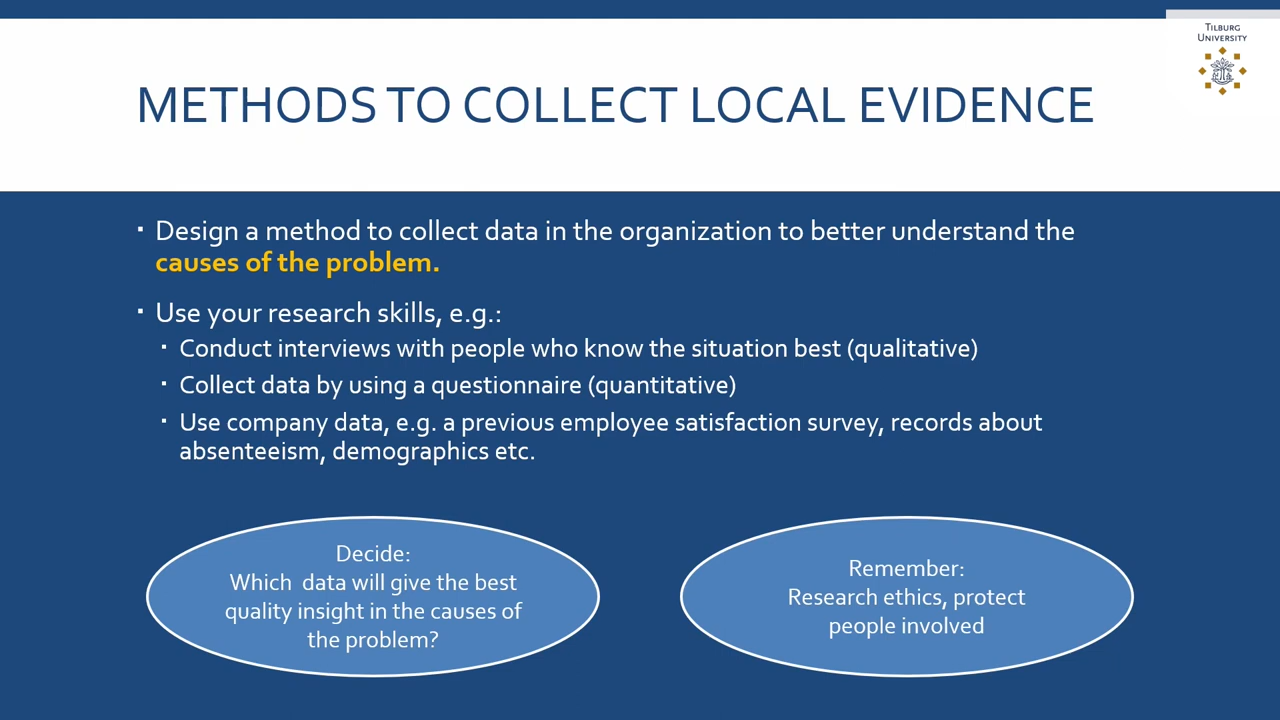 TILBURG
UNIVERSITY
METHODS TO COLLECT LOCAL EVIDENCE
▪ Design a method to collect data in the organization to better understand the
causes of the problem.
▪ Use your research skills, e.g.:
▪ Conduct interviews with people who know the situation best (qualitative)
▪ Collect data by using a questionnaire (quantitative)
▪ Use company data, e.g. a previous employee satisfaction survey, records about
absenteeism, demographics etc.
Decide:
Which data will give the best
quality insight in the causes of
the problem?
Remember:
Research ethics, protect
people involved